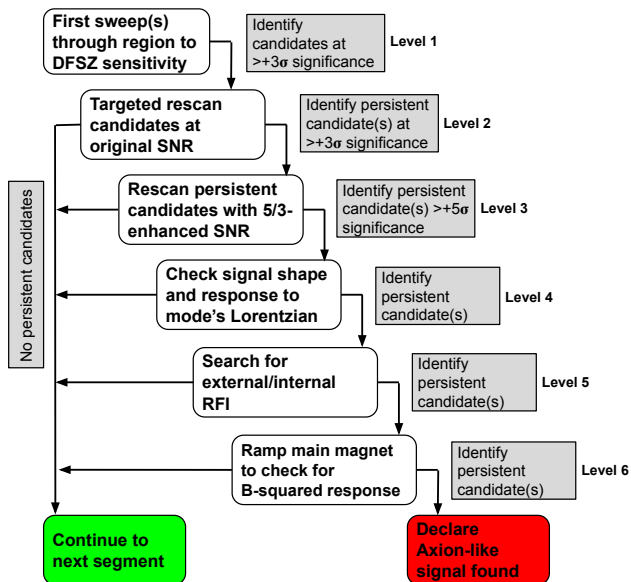 First sweep(s)
through region to
DFSZ sensitivity
Identify
candidates at
>+3σ significance
Level 1
Targeted rescan
candidates at
original SNR
Identify persistent
candidate(s) at
>+3σ significance
Level 2
No persistent candidates
Rescan persistent
candidates with 5/3-
enhanced SNR
Identify persistent
candidate(s) >+5σ
significance
Level 3
Check signal shape
and response to
mode's Lorentzian
Identify
persistent
candidate(s)
Level 4
Search for
external/internal
RFI
Identify
persistent
candidate(s)
Level 5
Ramp main magnet
to check for
B-squared response
Identify
persistent
candidate(s)
Level 6
Continue to
next segment
Declare
Axion-like
signal found